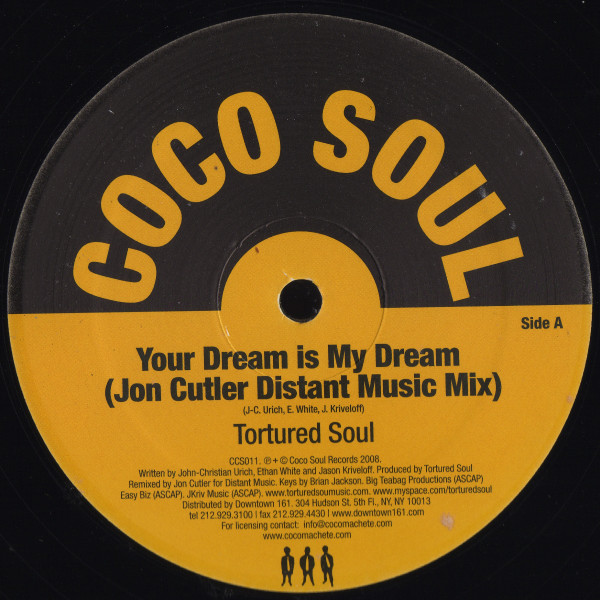 COCO SOUL
Side A
Your Dream is My Dream
(Jon Cutler Distant Music Mix)
(J-C. Urich, E. White, J. Kriveloff)
Tortured Soul
CCS011. ℗ + © Coco Soul Records 2008.
Written by John-Christian Urich, Ethan White and Jason Kriveloff. Produced by Tortured Soul
Remixed by Jon Cutler for Distant Music. Keys by Brian Jackson. Big Teabag Productions (ASCAP)
Easy Biz (ASCAP). JKriv Music (ASCAP). www.torturedsoumusic.com. www.myspace.com/torturedsoul
Distributed by Downtown 161. 304 Hudson St. 5th Fl., NY, NY 10013
tel 212.929.3100 | fax 212.929.4430 | www.downtown161.com
For licensing contact: info@cocomachete.com
www.cocomachete.com